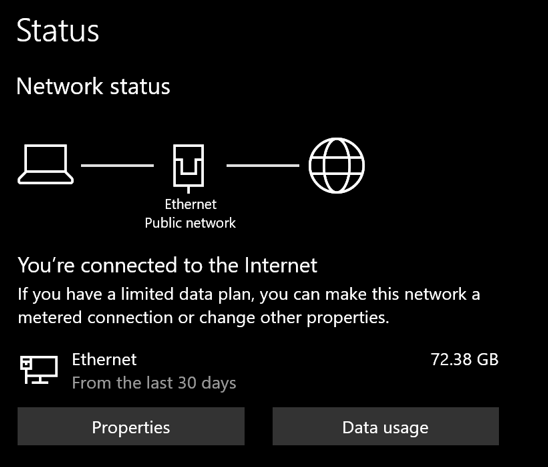 Status
Network status
Ethernet
Public network
You're connected to the Internet
If you have a limited data plan, you can make this network a
metered connection or change other properties.
Ethernet 72.38 GB
From the last 30 days
Properties Data usage